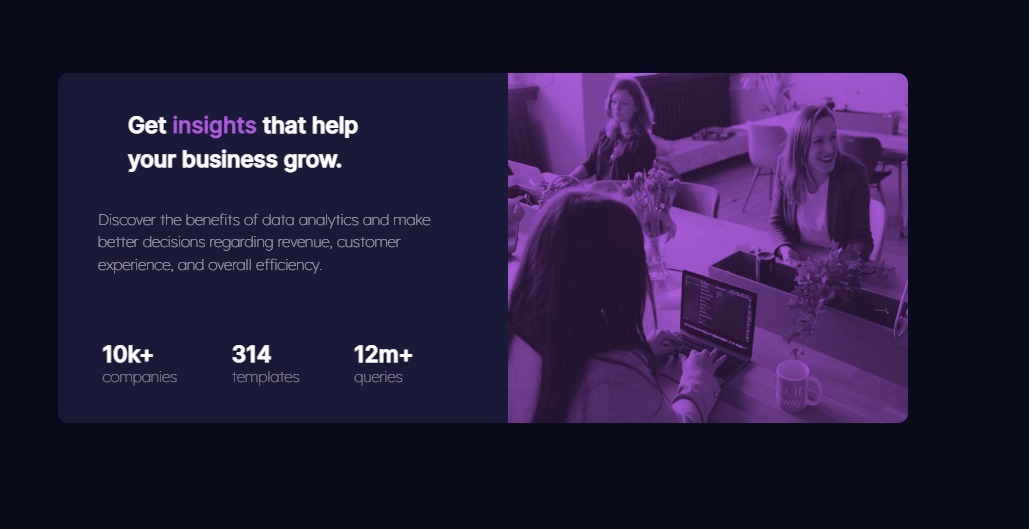 Get insights that help
your business grow.
Discover the benefits of data analytics and make
better decisions regarding revenue, customer
experience, and overall efficiency.
10k+ 314 12m+
companies templates queries